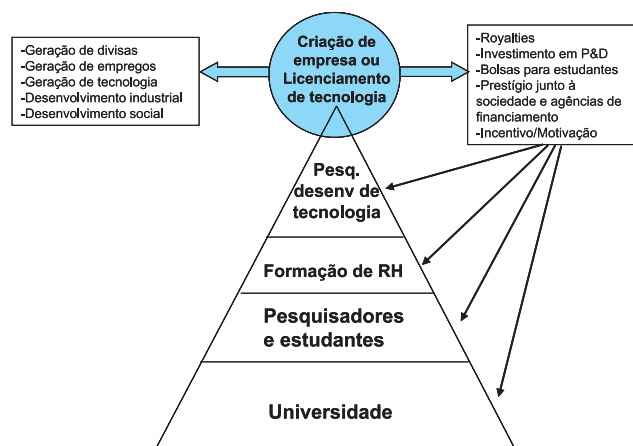 -Geração de divisas
-Geração de empregos
-Geração de tecnologia
-Desenvolvimento industrial
-Desenvolvimento social
Criação de
empresa ou
Licenciamento
de tecnologia
-Royalties
-Investimento em P&D
-Bolsas para estudantes
-Prestígio junto à
sociedade e agências de
financiamento
-Incentivo/Motivação
Pesq.
desenv de
tecnologia
Formação de RH
Pesquisadores
e estudantes
Universidade